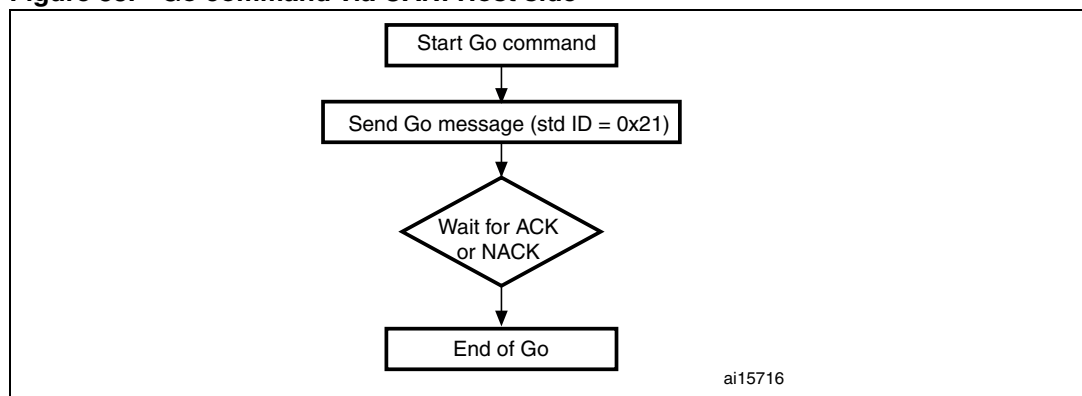 Start Go command
Send Go message (std ID = 0x21)
Wait for ACK
or NACK
End of Go
ai15716